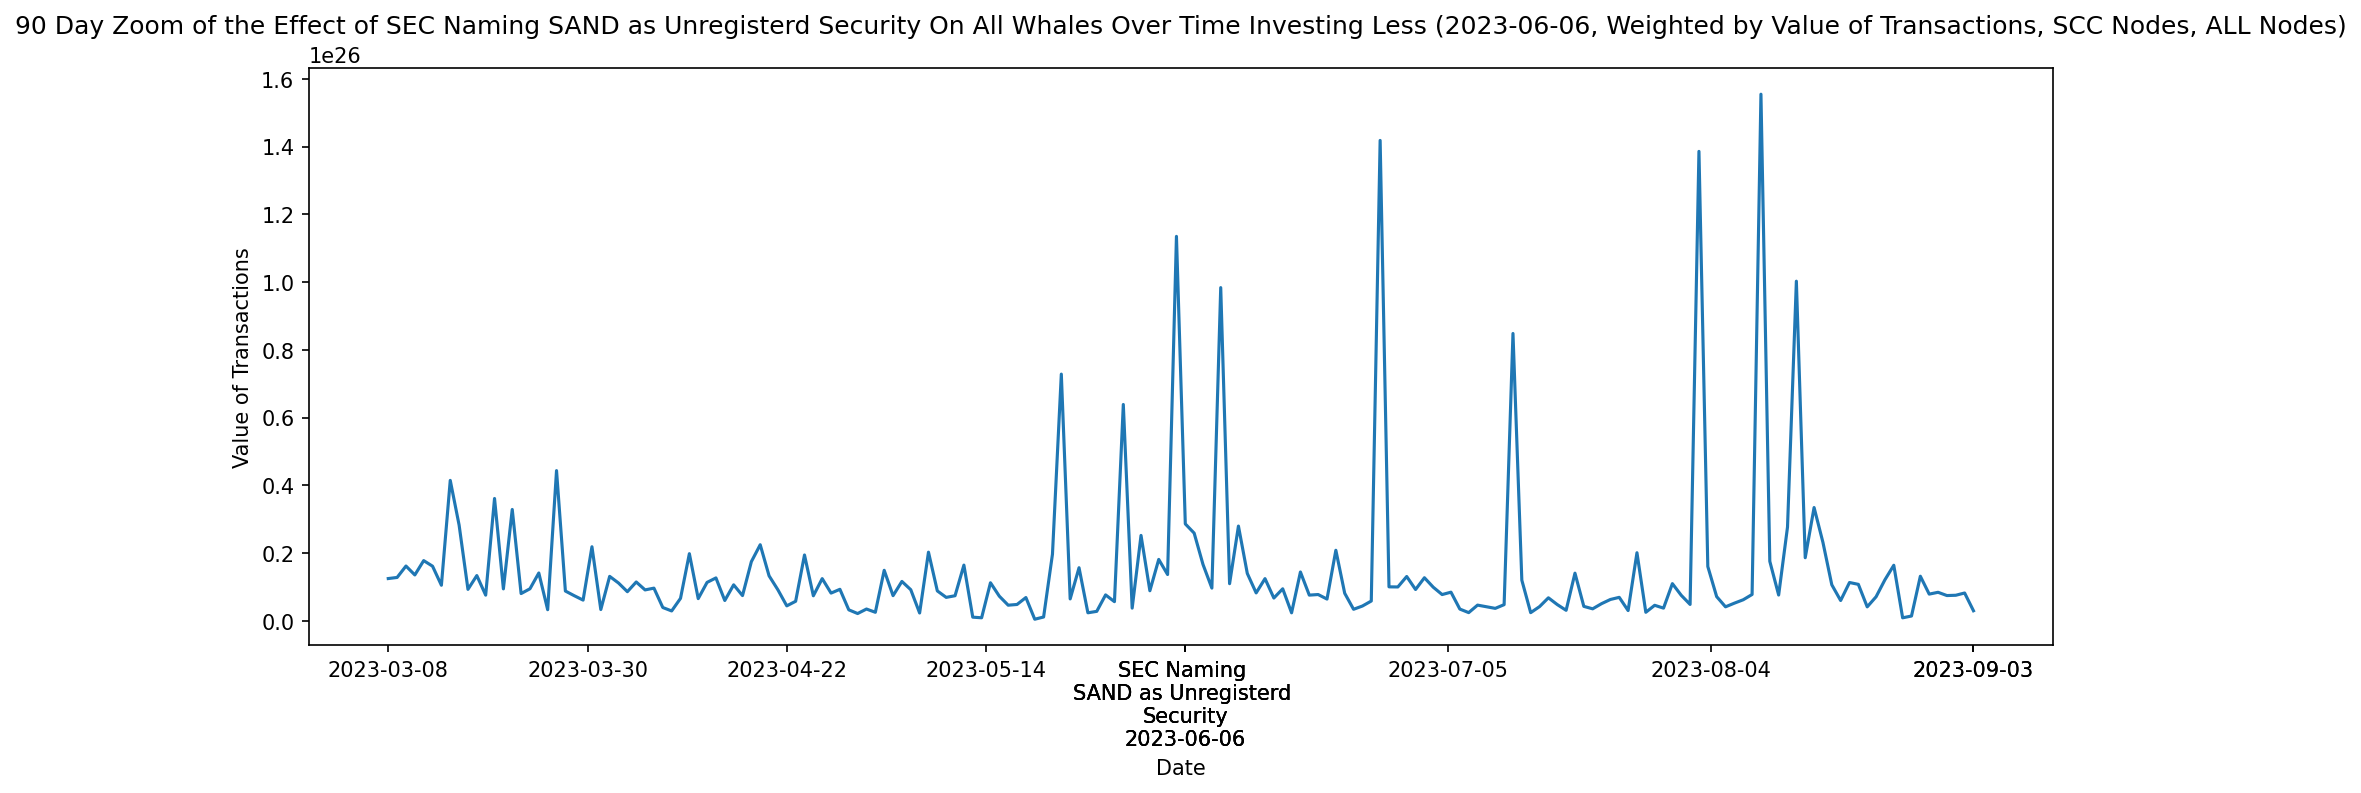 90 Day Zoom of the Effect of SEC Naming SAND as Unregisterd Security On All Whales Over Time Investing Less (2023-06-06, Weighted by Value of Transactions, SCC Nodes, ALL Nodes)
1e26
1.6
1.4
1.2
1.0
0.8
0.6
0.4
0.2
0.0
Value of Transactions
2023-03-08 2023-03-30 2023-04-22 2023-05-14 SEC Naming 2023-07-05 2023-08-04 2023-09-03
SAND as Unregisterd
Security
2023-06-06
Date